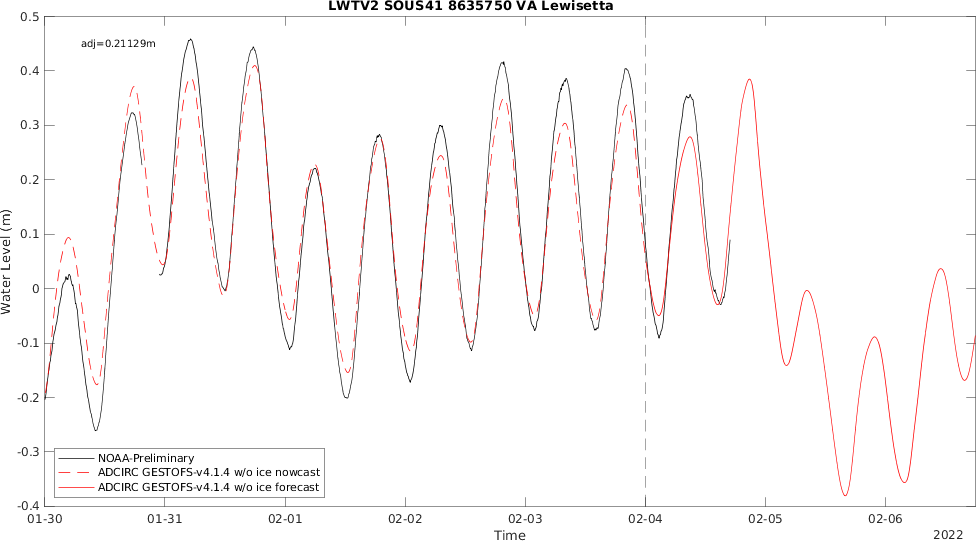 LWTV2 SOUS41 8635750 VA Lewisetta
adj=0.21129m
0.5
0.4
0.3
0.2
0.1
0
-0.1
-0.2
-0.3
-0.4
Water Level (m)
NOAA-Preliminary
ADCIRC GESTOFS-v4.1.4 w/o ice nowcast
ADCIRC GESTOFS-v4.1.4 w/o ice forecast
01-30 01-31 02-01 02-02 02-03 02-04 02-05 02-06
Time
2022